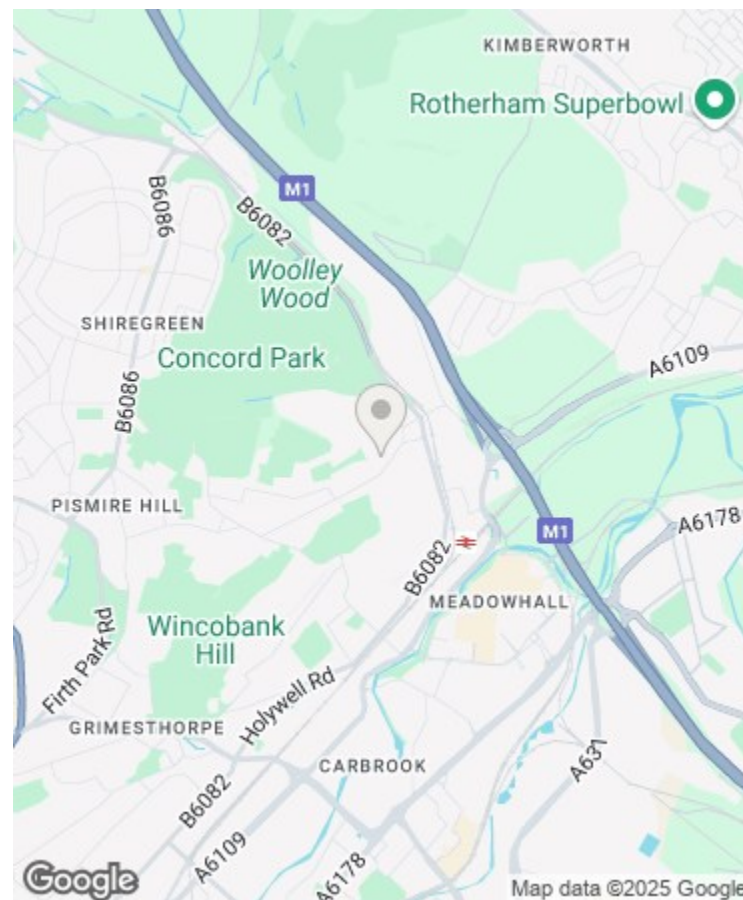 KIMBERWORTH
Rotherham Superbowl
M1
B6086
B6082
Woolley
Wood
SHIREGREEN
Concord Park
A6109
B6086
PISMIRE HILL
A6178
M1
B6082
MEADOWHALL
Wincobank
Hill
Firth Park Rd
Holywell Rd
GRIMESTHORPE
CARBROOK
A631
B6082
A6109
A6178
Google
Map data ©2025 Google